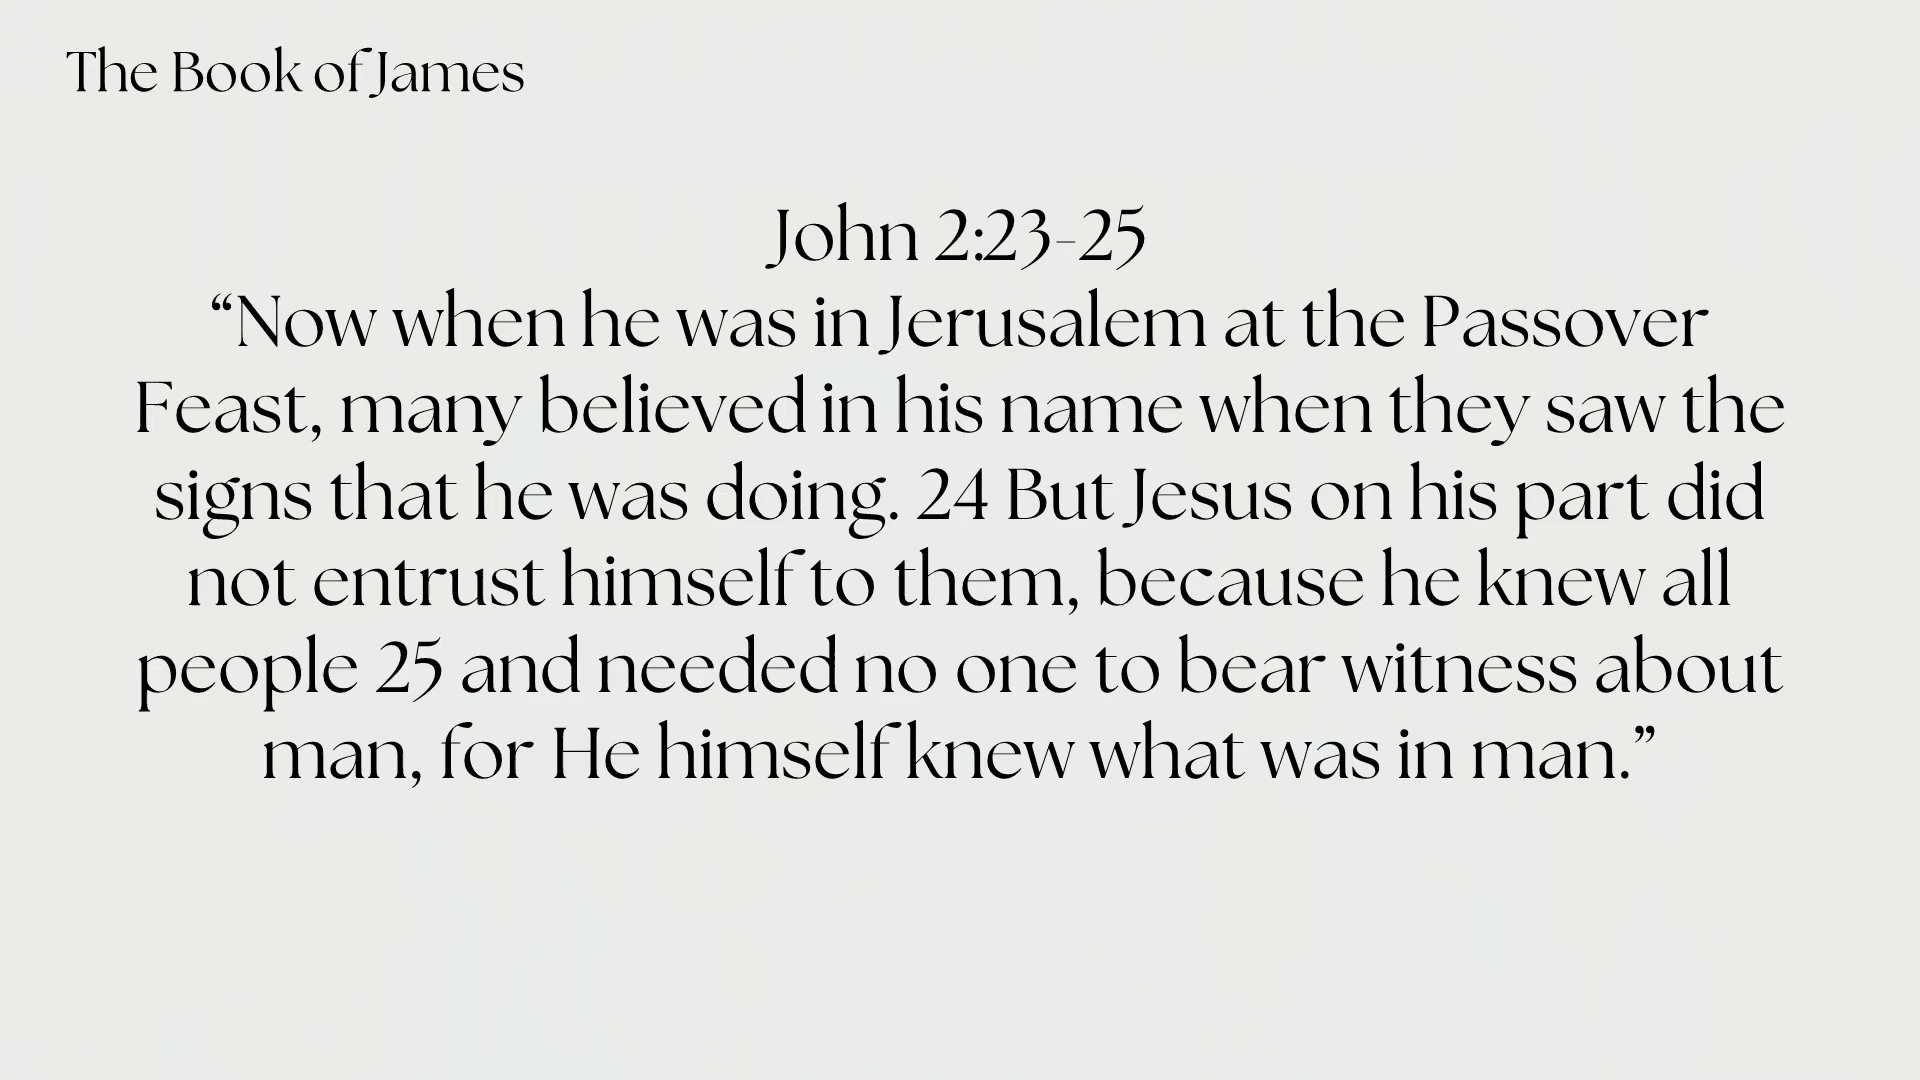 The Book of James
John 2:23-25
“Now when he was in Jerusalem at the Passover
Feast, many believed in his name when they saw the
signs that he was doing. 24 But Jesus on his part did
not entrust himself to them, because he knew all
people 25 and needed no one to bear witness about
man, for He himself knew what was in man.”